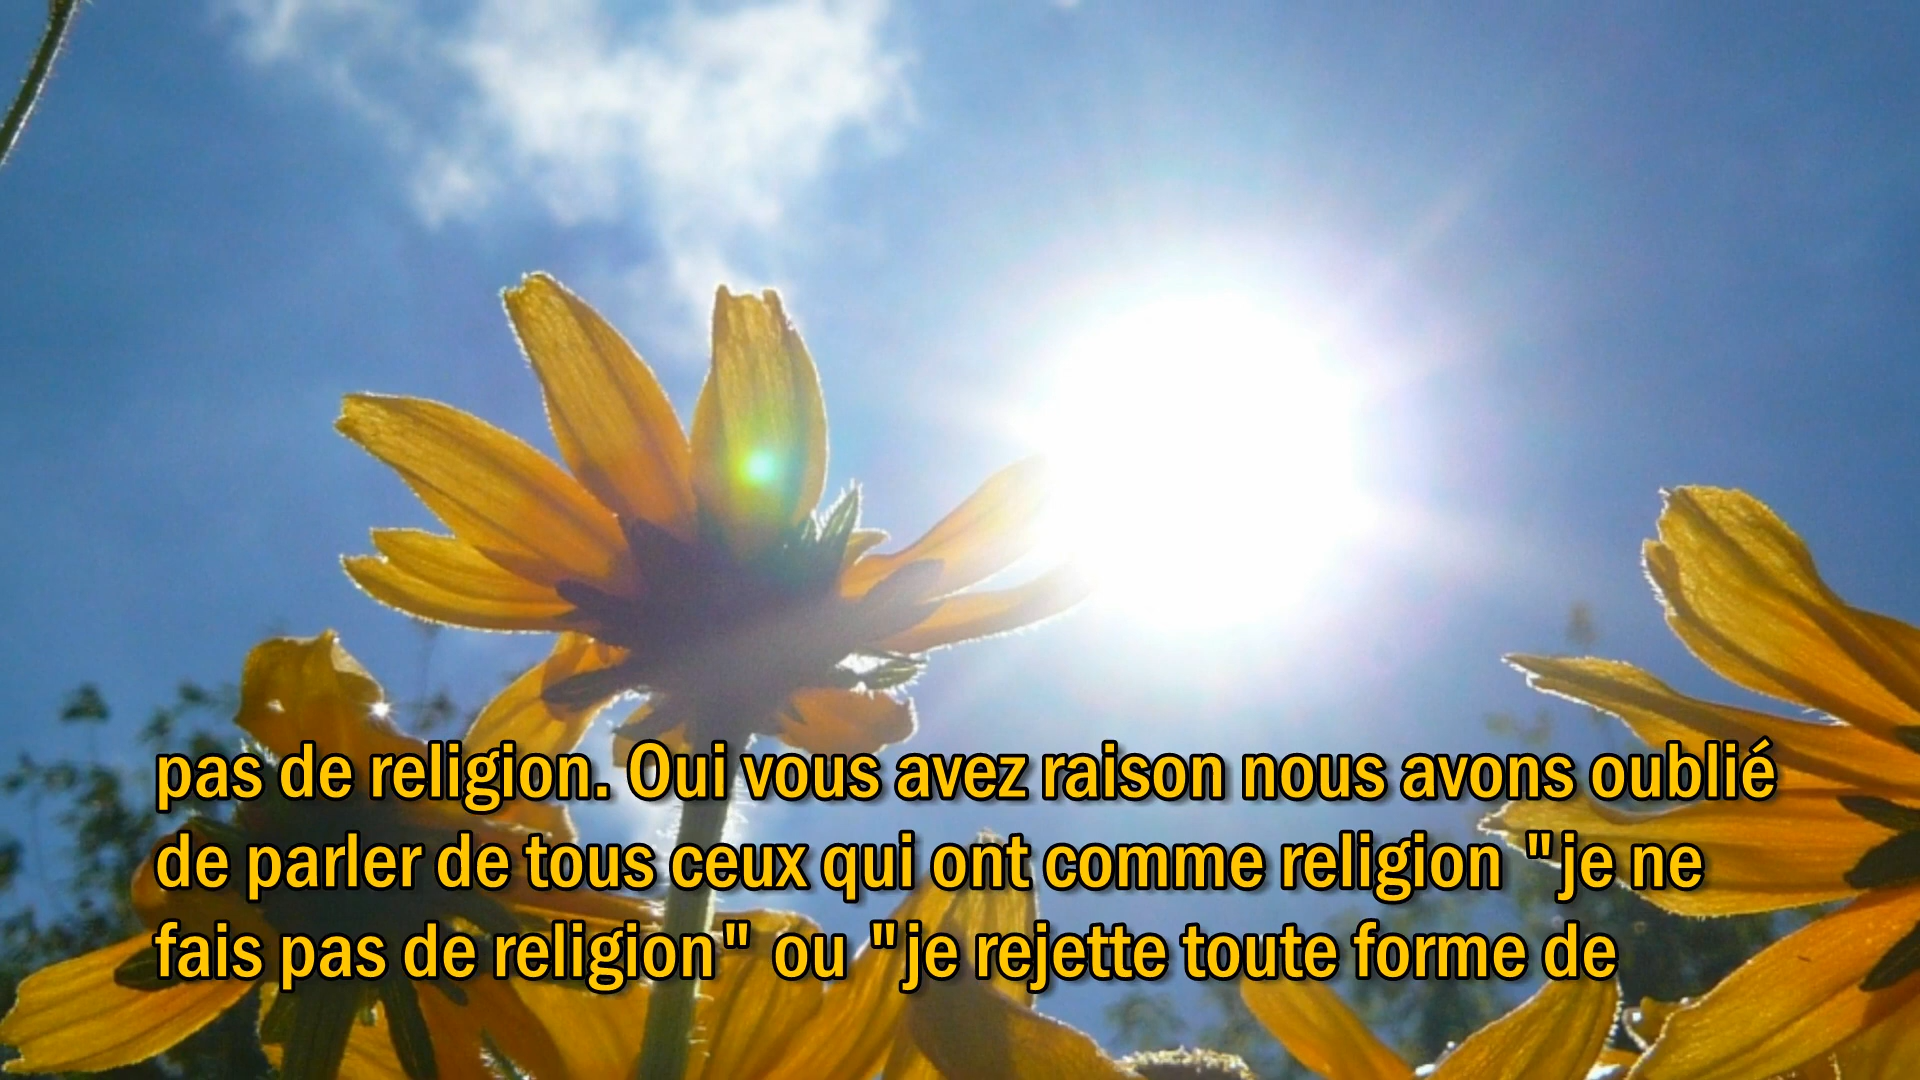 pas de religion. Oui vous avez raison nous avons oublié
de parler de tous ceux qui ont comme religion "je ne
fais pas de religion" ou "je rejette toute forme de